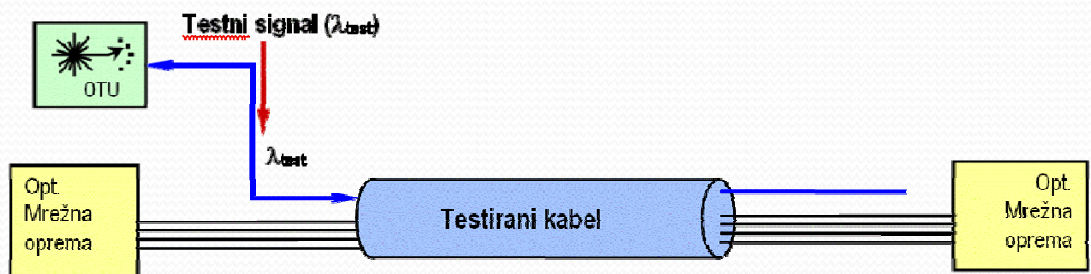 Testni signal (λtest)
OTU
λtest
Opt.
Mrežna
oprema
Testirani kabel
Opt.
Mrežna
oprema